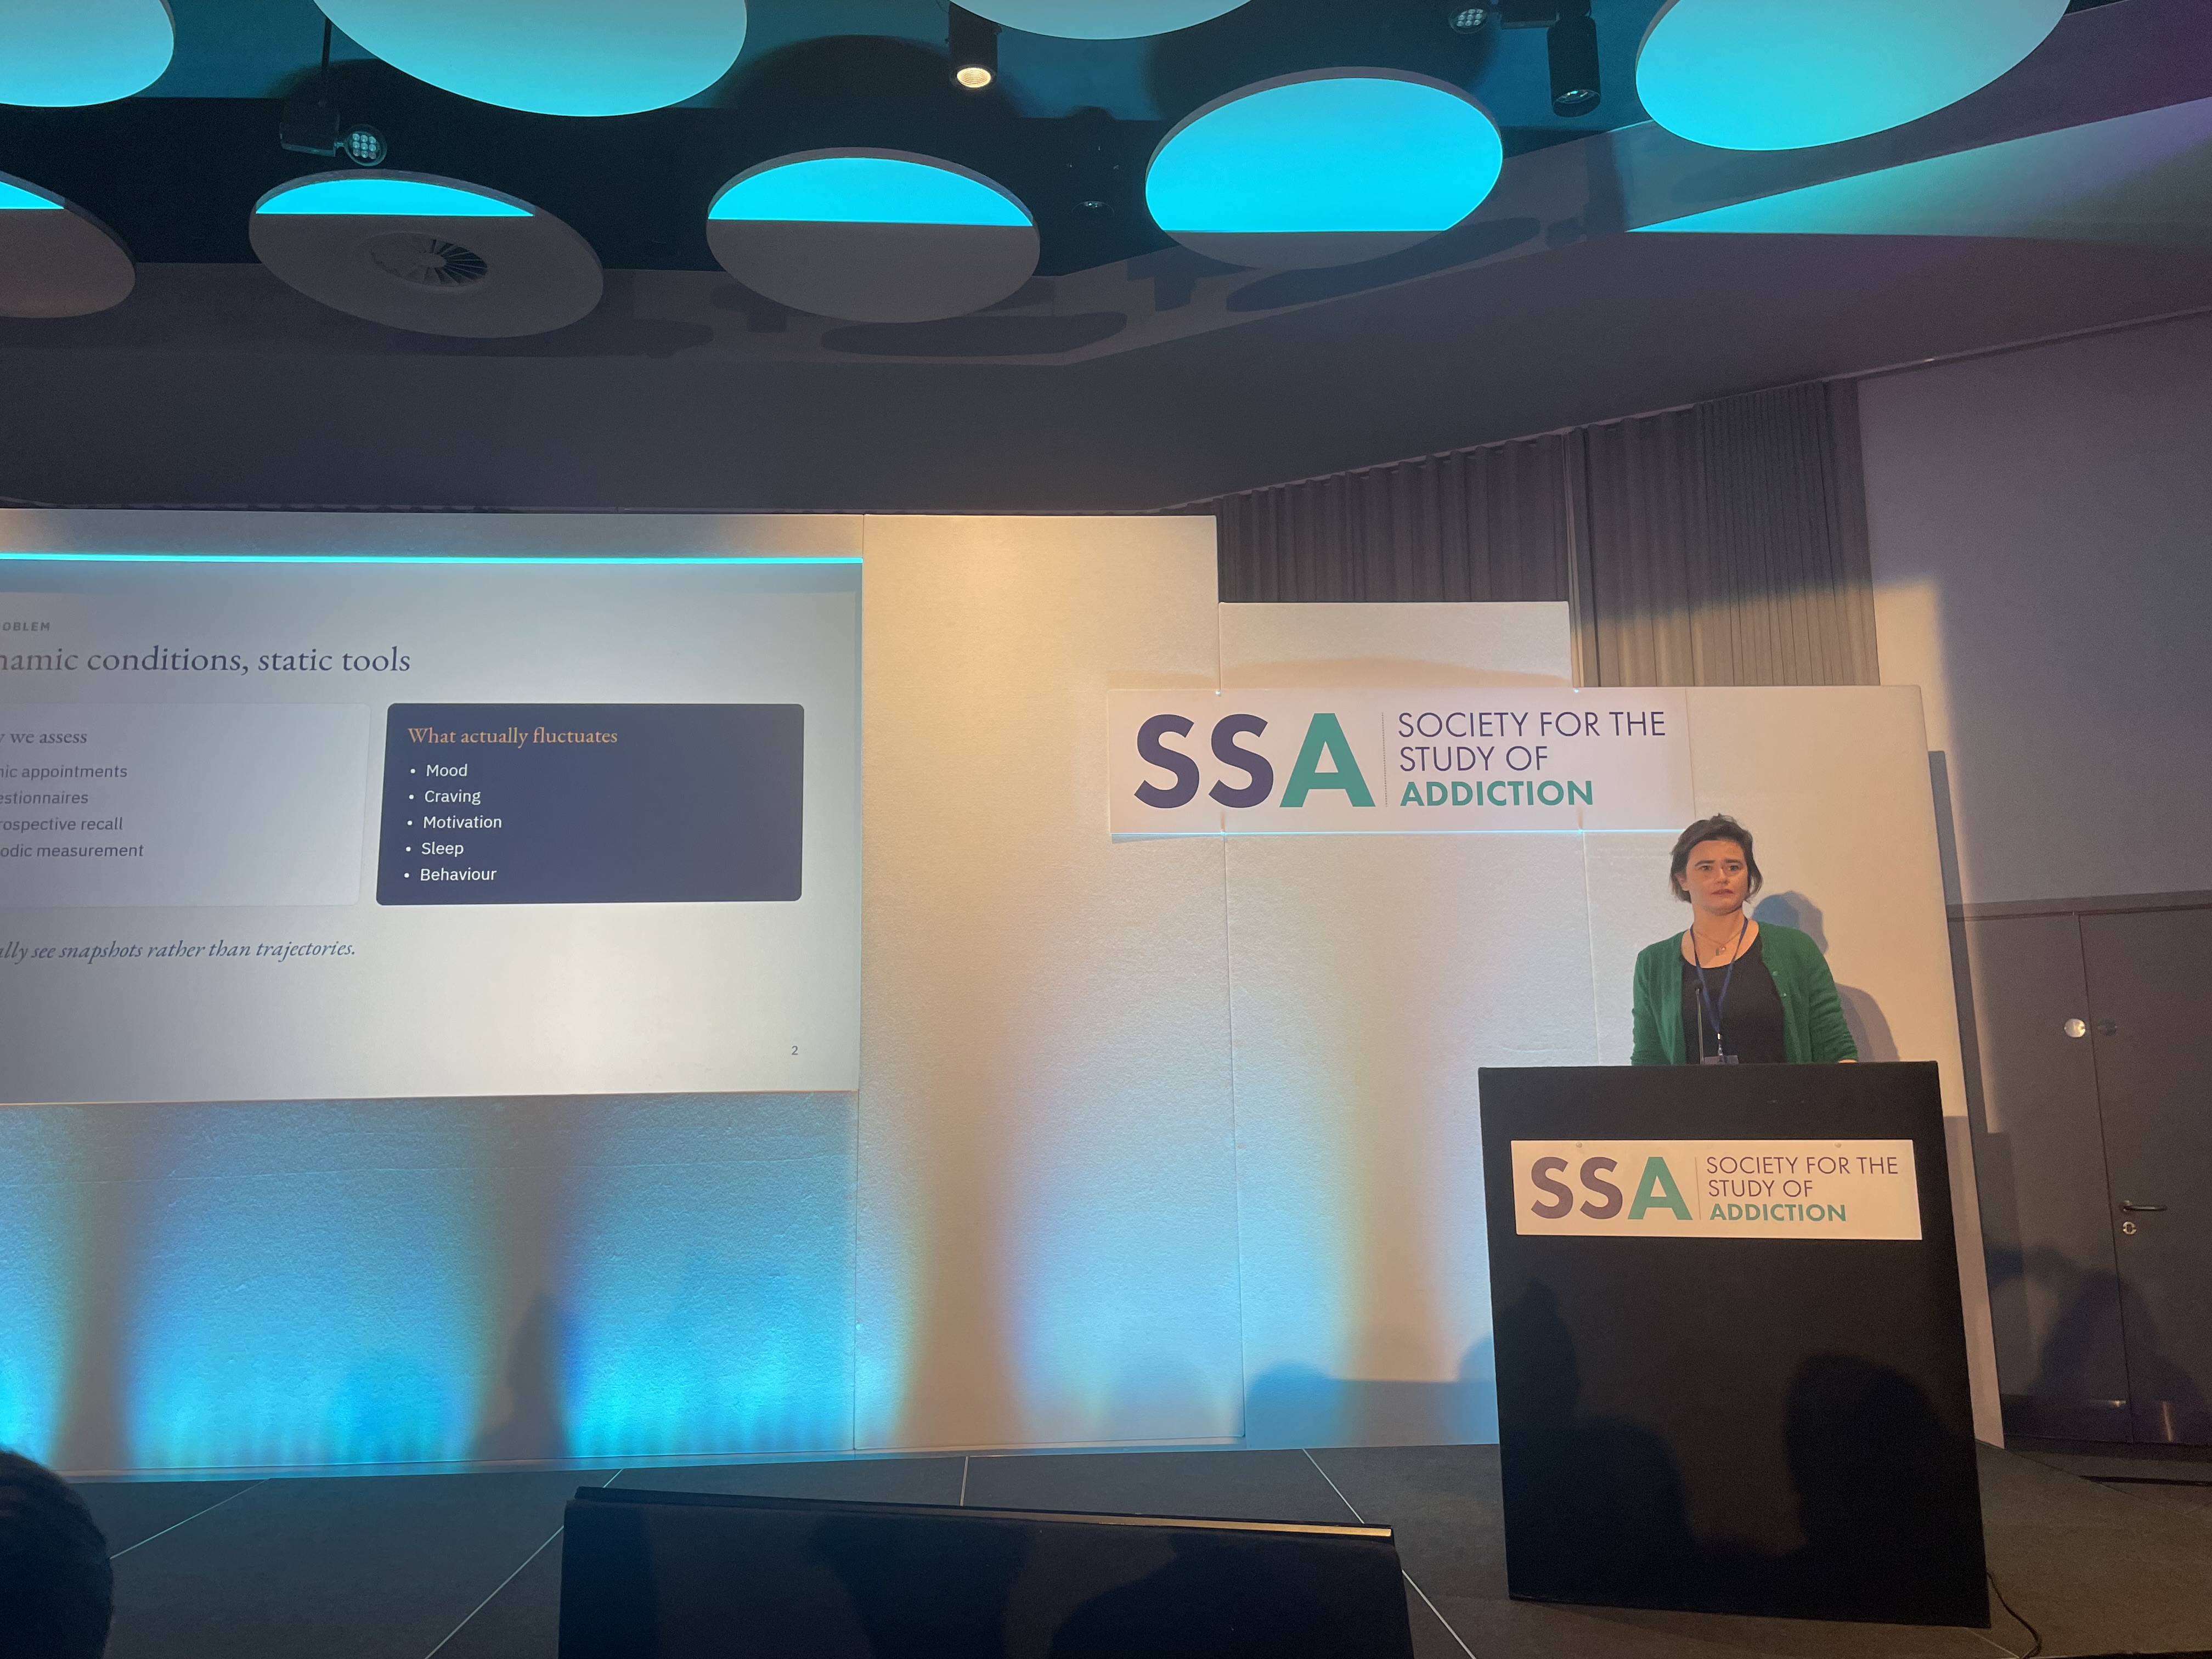 OBLEM
namic conditions, static tools
we assess
ic appointments
estionnaires
rospective recall
odic measurement
What actually fluctuates
• Mood
• Craving
• Motivation
• Sleep
• Behaviour
ally see snapshots rather than trajectories.
2
SSA
SOCIETY FOR THE
STUDY OF
ADDICTION
SSA
SOCIETY FOR THE
STUDY OF
ADDICTION